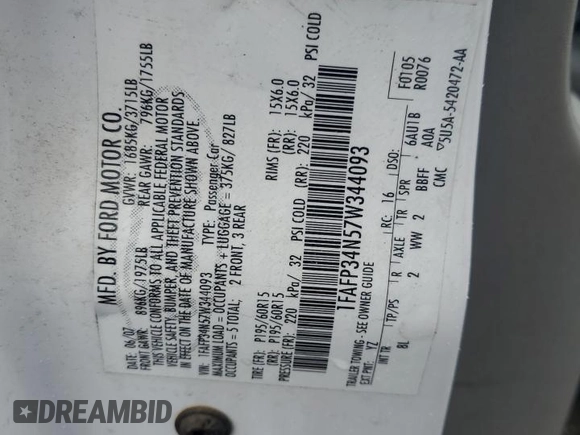 MFD. BY FORD MOTOR CO.
DATE: 06/07 GVWR: 1685KG/3715LB
FRONT GAWR: 896KG/1975LB REAR GAWR: 796KG/1755LB
THIS VEHICLE CONFORMS TO ALL APPLICABLE FEDERAL MOTOR
VEHICLE SAFETY, BUMPER, AND THEFT PREVENTION STANDARDS
IN EFFECT ON THE DATE OF MANUFACTURE SHOWN ABOVE.
VIN: 1FAFP34N57W344093 TYPE: Passenger Car
MAXIMUM LOAD = OCCUPANTS + LUGGAGE = 375KG/ 827LB
OCCUPANTS = 5 TOTAL: 2 FRONT, 3 REAR
TIRE (FR): P195/60R15 RIMS (FR): 15X6.0
(RR): P195/60R15 (RR): 15X6.0
PRESSURE (FR): 220 kPa/ 32 PSI COLD (RR): 220 kPa/ 32 PSI COLD
1FAFP34N57W344093
TRAILER TOWING - SEE OWNER GUIDE
EXT PNT: YZ RC: 16 DSO: F0105
R0076
INT TR TP/PS R AXLE TR SPR 6AU1B
BL 2 WW 2 BBFF AOA
CMC ▽5U5A-5420472-AA
DREAMBID